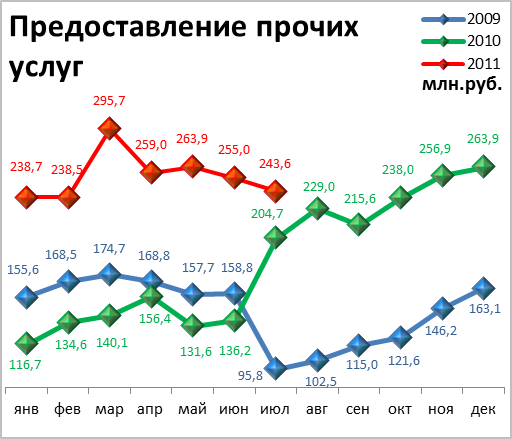 Предоставление прочих
услуг
2009
2010
2011
млн.руб.
295,7
238,7 238,5 259,0 263,9 255,0 243,6
155,6 168,5 174,7 168,8 157,7 158,8 95,8 102,5 115,0 121,6 146,2 163,1
116,7 134,6 140,1 156,4 131,6 136,2 204,7 229,0 215,6 238,0 256,9 263,9
янв фев мар апр май июн июл авг сен окт ноя дек